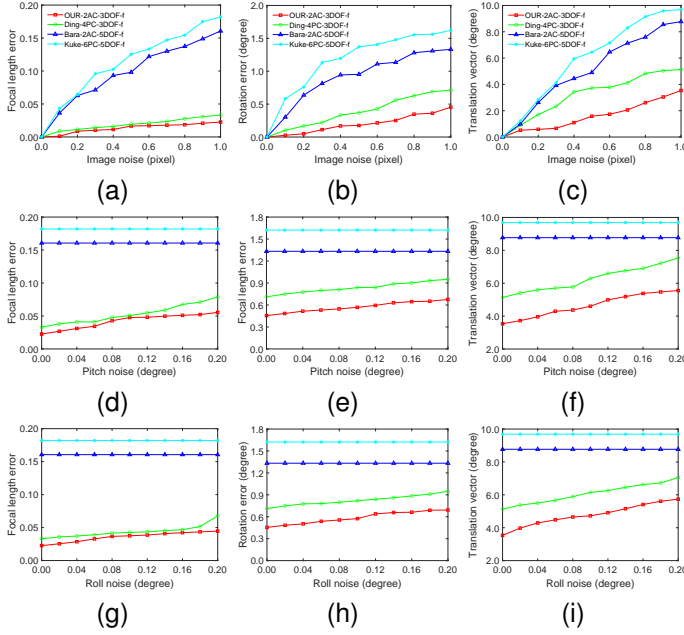 OUR-2AC-3DOF-f
Ding-4PC-3DOF-f
Bara-2AC-5DOF-f
Kuke-6PC-5DOF-f
Focal length error
0.20
0.15
0.10
0.05
0.00
0.0 0.2 0.4 0.6 0.8 1.0
Image noise (pixel)
(a)
OUR-2AC-3DOF-f
Ding-4PC-3DOF-f
Bara-2AC-5DOF-f
Kuke-6PC-5DOF-f
Rotation error (degree)
2.0
1.6
1.2
0.8
0.4
0.0
0.0 0.2 0.4 0.6 0.8 1.0
Image noise (pixel)
(b)
OUR-2AC-3DOF-f
Ding-4PC-3DOF-f
Bara-2AC-5DOF-f
Kuke-6PC-5DOF-f
Translation vector (degree)
10.0
8.0
6.0
4.0
2.0
0.0
0.0 0.2 0.4 0.6 0.8 1.0
Image noise (pixel)
(c)
Focal length error
0.20
0.15
0.10
0.05
0.00
0.00 0.04 0.08 0.12 0.16 0.20
Pitch noise (degree)
(d)
Focal length error
1.8
1.5
1.2
0.9
0.6
0.3
0.0
0.00 0.04 0.08 0.12 0.16 0.20
Pitch noise (degree)
(e)
Translation vector (degree)
10.0
8.0
6.0
4.0
2.0
0.00 0.04 0.08 0.12 0.16 0.20
Pitch noise (degree)
(f)
Focal length error
0.20
0.15
0.10
0.05
0.00
0.00 0.04 0.08 0.12 0.16 0.20
Roll noise (degree)
(g)
Rotation error (degree)
1.8
1.5
1.2
0.9
0.6
0.3
0.0
0.00 0.04 0.08 0.12 0.16 0.20
Roll noise (degree)
(h)
Translation vector (degree)
10.0
8.0
6.0
4.0
2.0
0.00 0.04 0.08 0.12 0.16 0.20
Roll noise (degree)
(i)